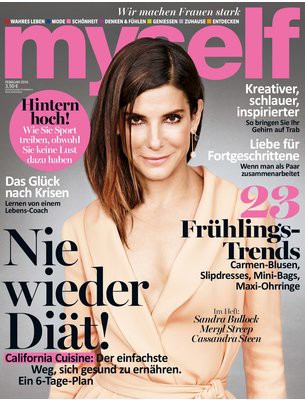 Wir machen Frauen stark
WAHRES LEBEN MODE SCHÖNHEIT DENKEN & FÜHLEN GENIESSEN ZUHAUSE ENTDECKEN
myself
FEBRUAR 2016
3,50 €
Hintern
hoch!
Wie Sie Sport
treiben, obwohl
Sie keine Lust
dazu haben
Kreativer,
schlauer,
inspirierter
So bringen Sie Ihr
Gehirn auf Trab
Liebe für
Fortgeschrittene
Wenn man als Paar
zusammenarbeitet
Das Glück
nach Krisen
Lernen von einem
Lebens-Coach
23
Frühlings-
Trends
Carmen-Blusen,
Slipdresses, Mini-Bags,
Maxi-Ohrringe
Nie
wieder
Diät!
Im Heft:
Sandra Bullock
Meryl Streep
Cassandra Steen
California Cuisine: Der einfachste
Weg, sich gesund zu ernähren.
Ein 6-Tage-Plan